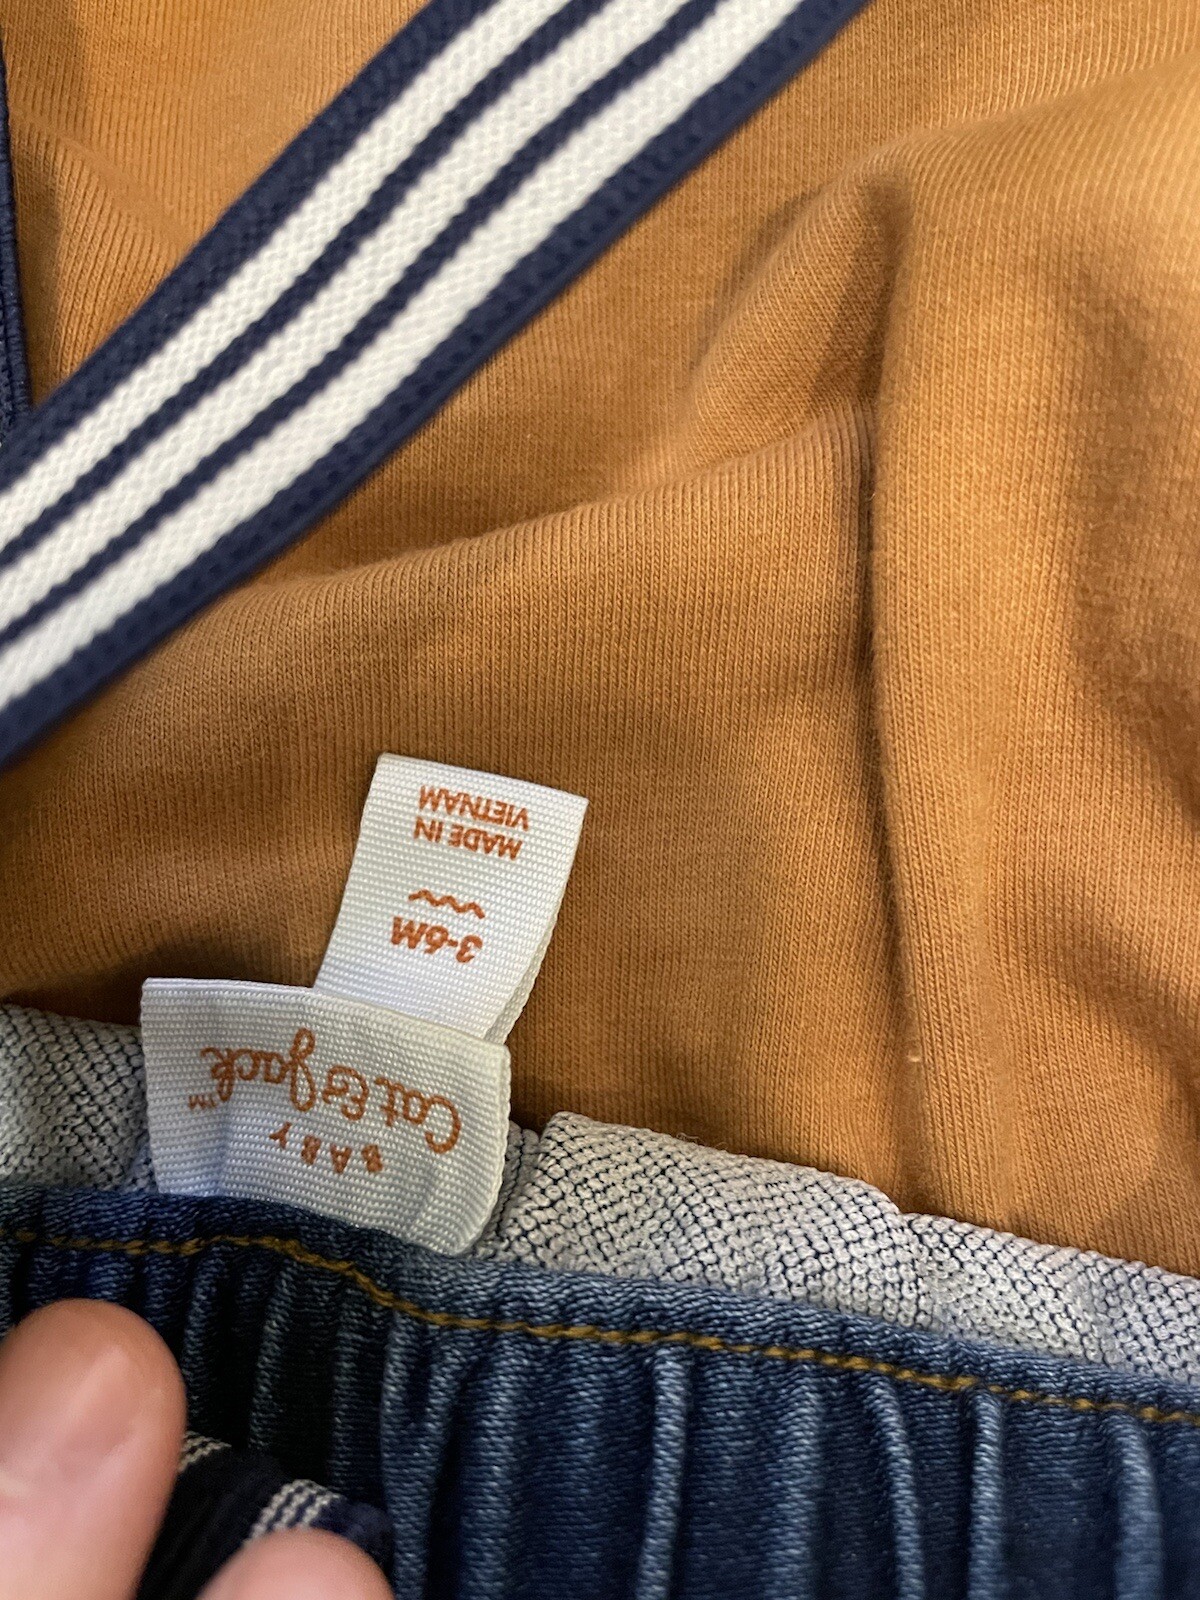 BABY
Cat & Jack™
3-6M
MADE IN
VIETNAM